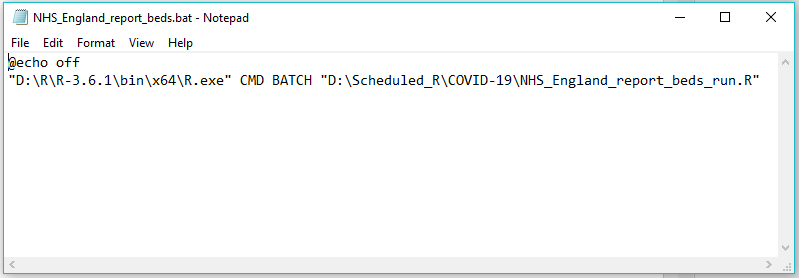 NHS_England_report_beds.bat - Notepad
File Edit Format View Help
@echo off
"D:\R\R-3.6.1\bin\x64\R.exe" CMD BATCH "D:\Scheduled_R\COVID-19\NHS_England_report_beds_run.R"